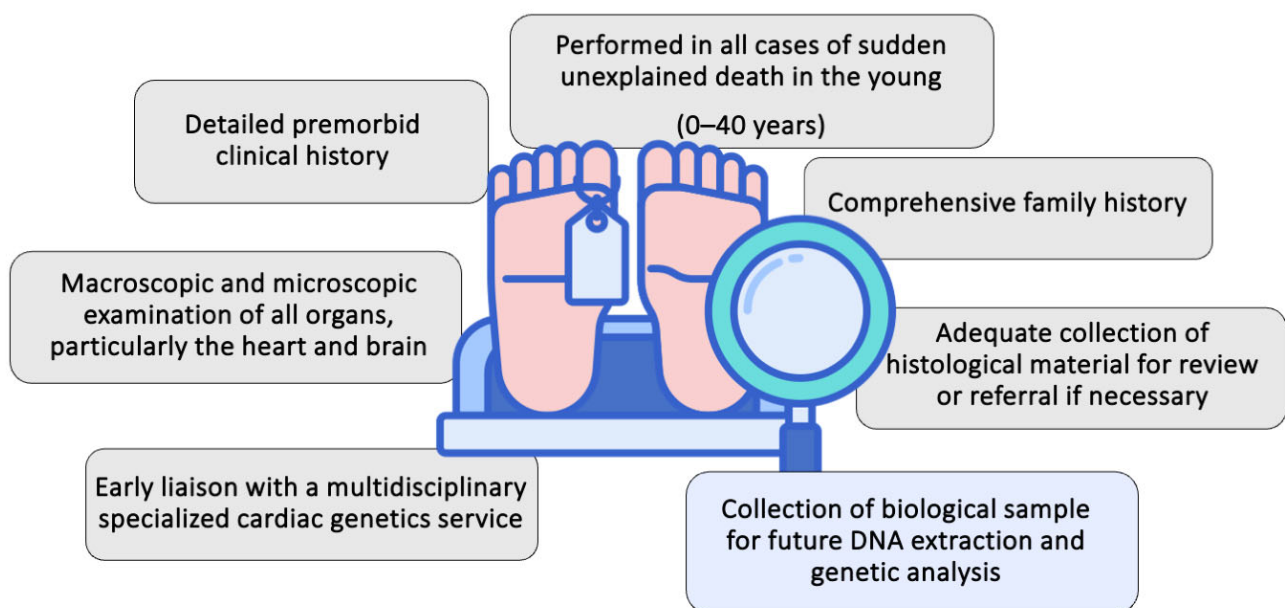 Performed in all cases of sudden
unexplained death in the young
(0–40 years)
Detailed premorbid
clinical history
Comprehensive family history
Macroscopic and microscopic
examination of all organs,
particularly the heart and brain
Adequate collection of
histological material for review
or referral if necessary
Early liaison with a multidisciplinary
specialized cardiac genetics service
Collection of biological sample
for future DNA extraction and
genetic analysis